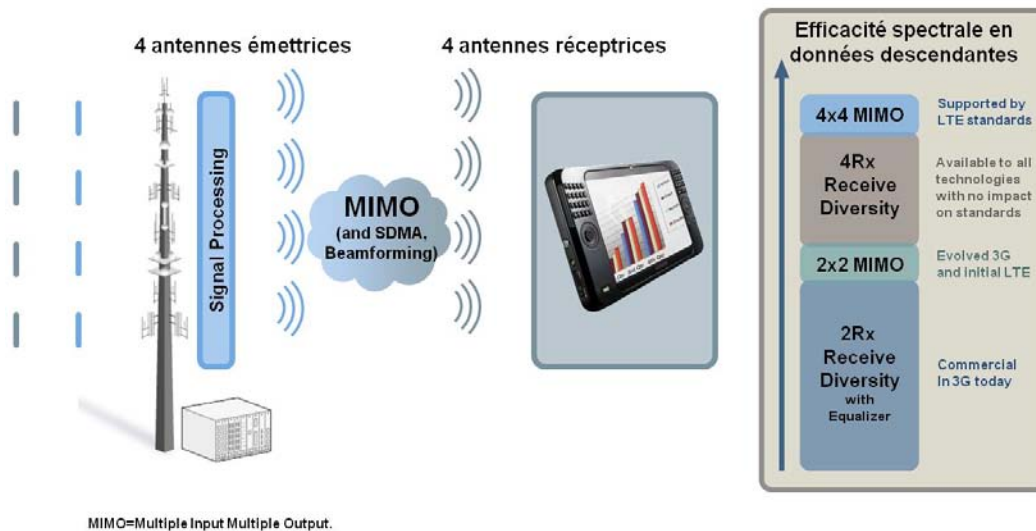 4 antennes émettrices
4 antennes réceptrices
Signal Processing
MIMO
(and SDMA,
Beamforming)
Efficacité spectrale en
données descendantes
4x4 MIMO
Supported by
LTE standards
4Rx
Receive
Diversity
Available to all
technologies
with no impact
on standards
2x2 MIMO
Evolved 3G
and initial LTE
2Rx
Receive
Diversity
with
Equalizer
Commercial
In 3G today
MIMO=Multiple Input Multiple Output.